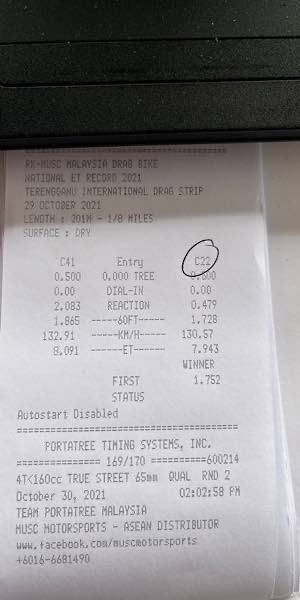 RK-MUSC MALAYSIA DRAG BIKE
NATIONAL ET RECORD 2021
TERENGGANU INTERNATIONAL DRAG STRIP
29 OCTOBER 2021
LENGTH : 201M - 1/8 MILES
SURFACE : DRY
C41 Entry C22
0.500 0.000 TREE 0.500
0.00 DIAL-IN 0.00
2.083 REACTION 0.479
1.865 -----60FT----- 1.728
132.91 ------KM/H----- 130.57
8.091 ------ET------ 7.943
WINNER
FIRST 1.752
STATUS
Autostart Disabled
=======================================
PORTATREE TIMING SYSTEMS, INC.
=============== 169/170 ==========600214
4T<160cc TRUE STREET 65mm QUAL RND 2
October 30, 2021 02:02:58 PM
TEAM PORTATREE MALAYSIA
MUSC MOTORSPORTS - ASEAN DISTRIBUTOR
www.facebook.com/muscmotorsports
+6016-6681490